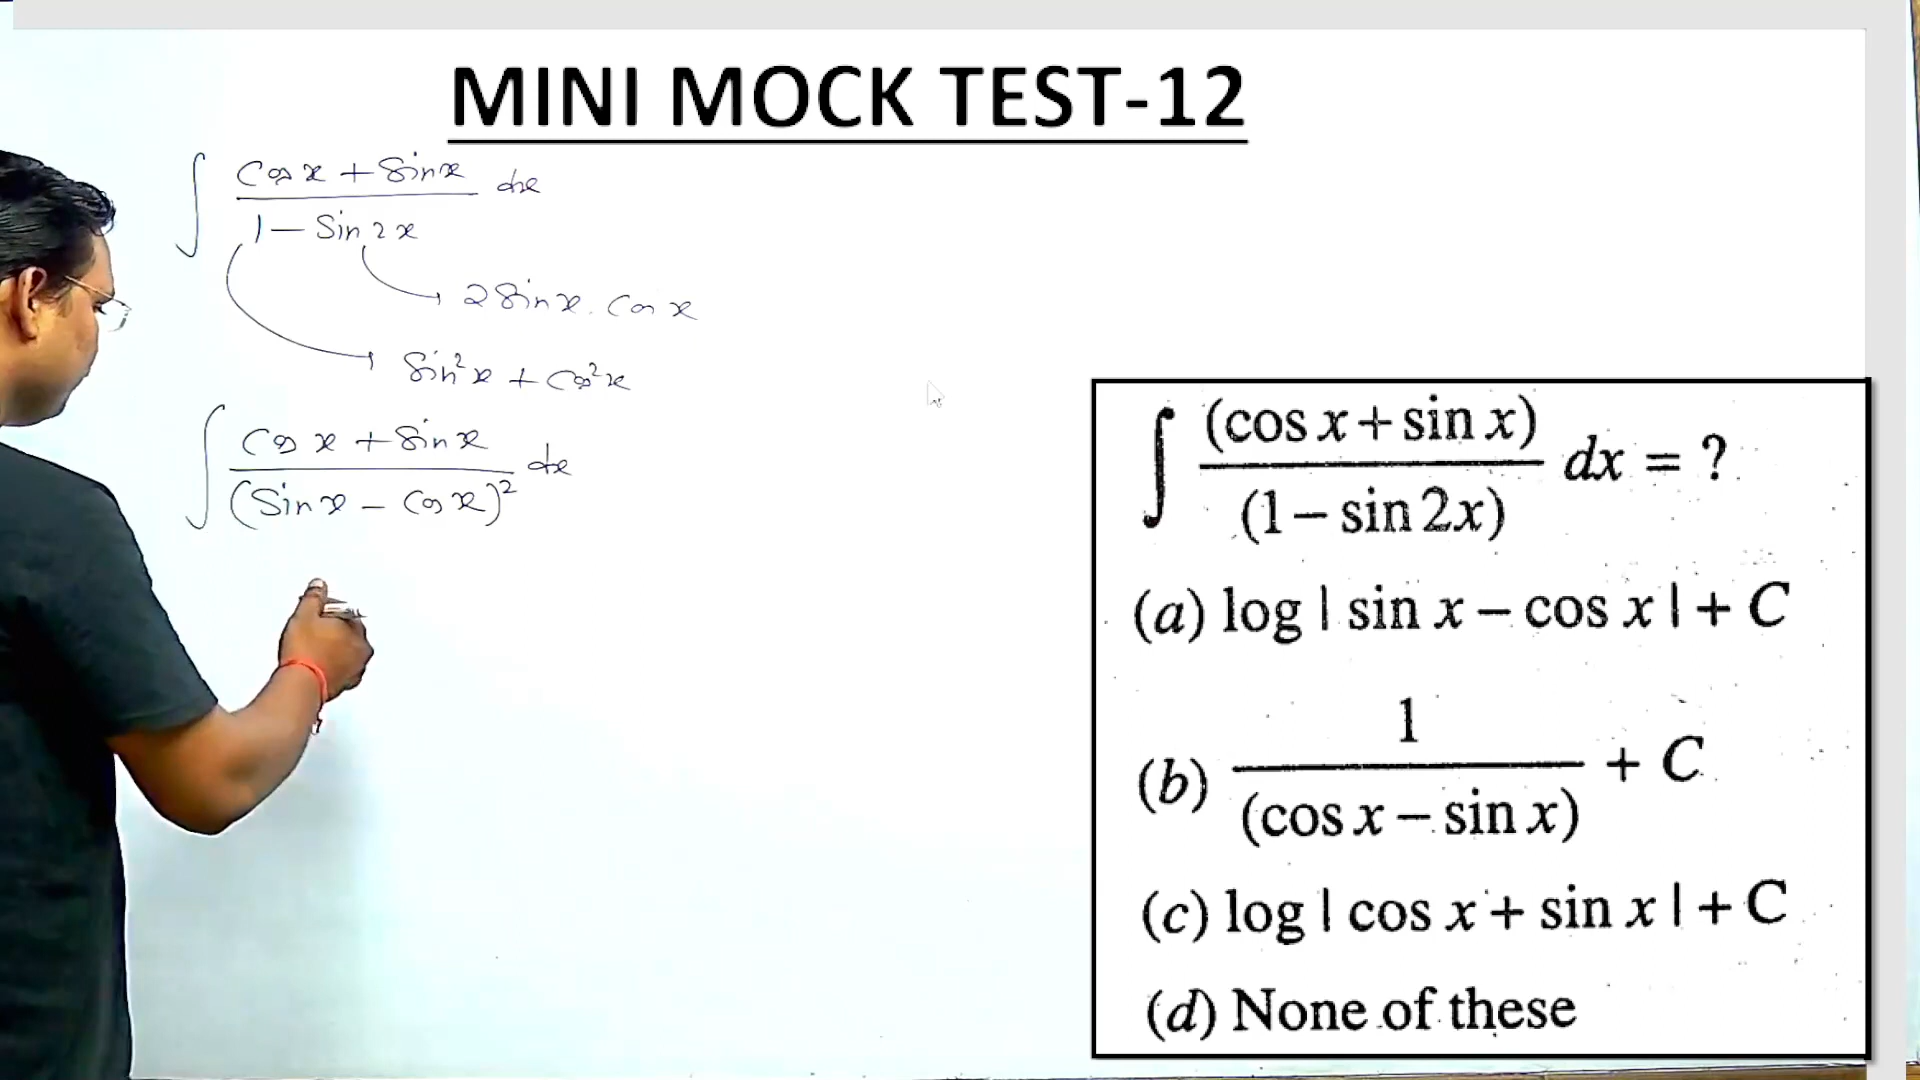 MINI MOCK TEST-12
∫ (cos x + sin x)/(1 - sin 2x) dx
2 sin x . cos x
sin²x + cos²x
∫ (cos x + sin x)/(sin x - cos x)² dx
∫ (cos x + sin x)/(1 - sin 2x) dx = ?
(a) log | sin x - cos x | + C
(b) 1/(cos x - sin x) + C
(c) log | cos x + sin x | + C
(d) None of these